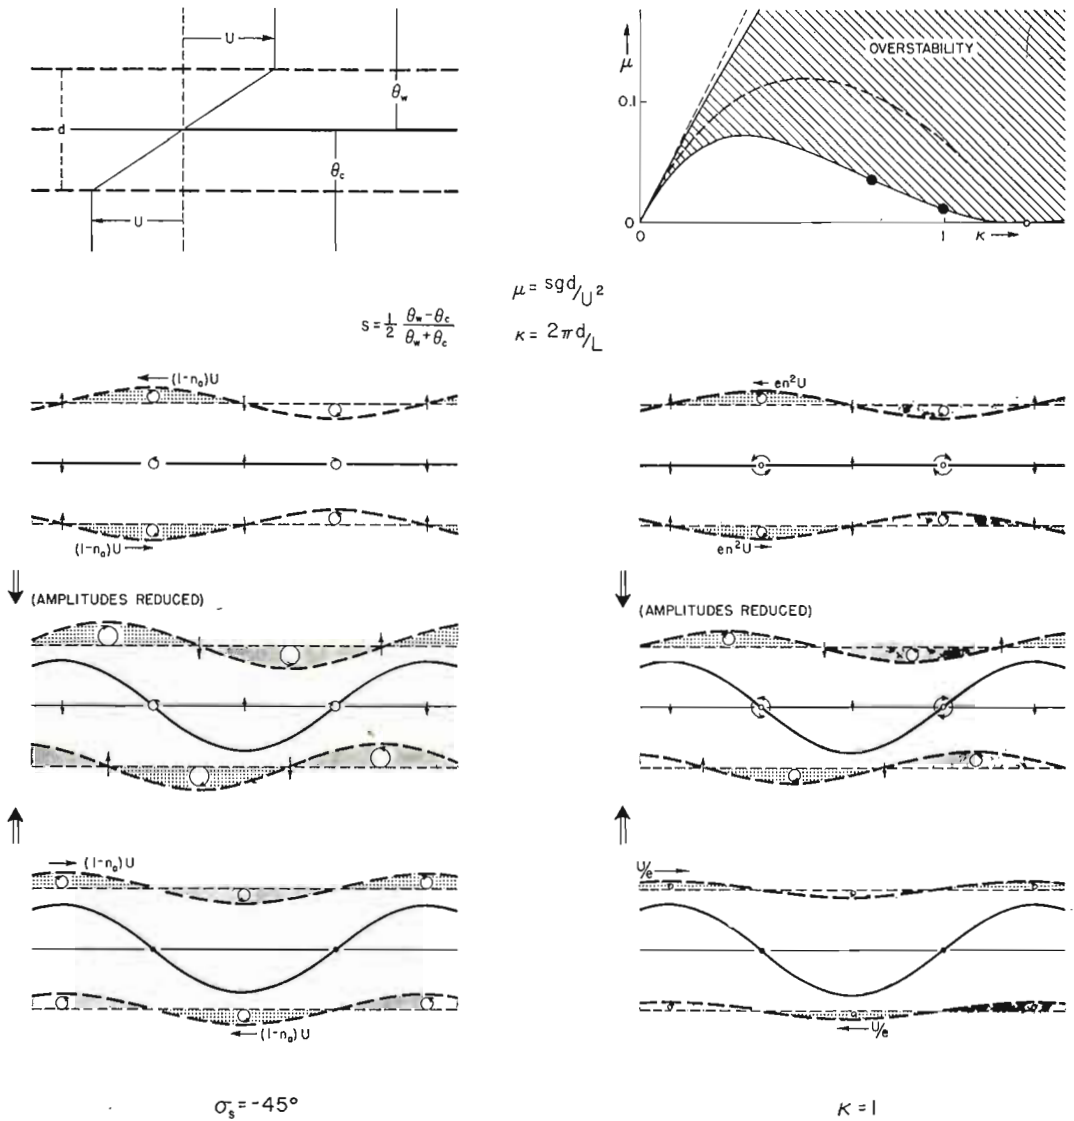 U
θw
d
θc
U
OVERSTABILITY
μ
0.1
0
0
1
κ
μ = sgd/U²
s = ½ (θw − θc)/(θw + θc)
κ = 2πd/L
(1−n₀)U
(1−n₀)U
en²U
en²U
(AMPLITUDES REDUCED)
(AMPLITUDES REDUCED)
(1−n₀)U
(1−n₀)U
U/e
U/e
σs = −45°
κ = 1